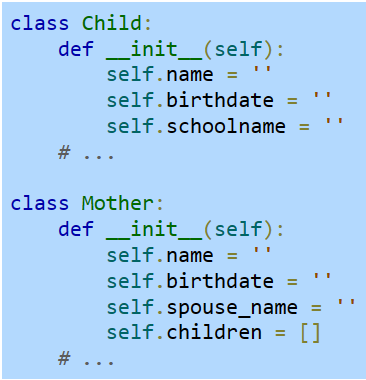 class Child:
    def __init__(self):
        self.name = ''
        self.birthdate = ''
        self.schoolname = ''
    # ...

class Mother:
    def __init__(self):
        self.name = ''
        self.birthdate = ''
        self.spouse_name = ''
        self.children = []
    # ...